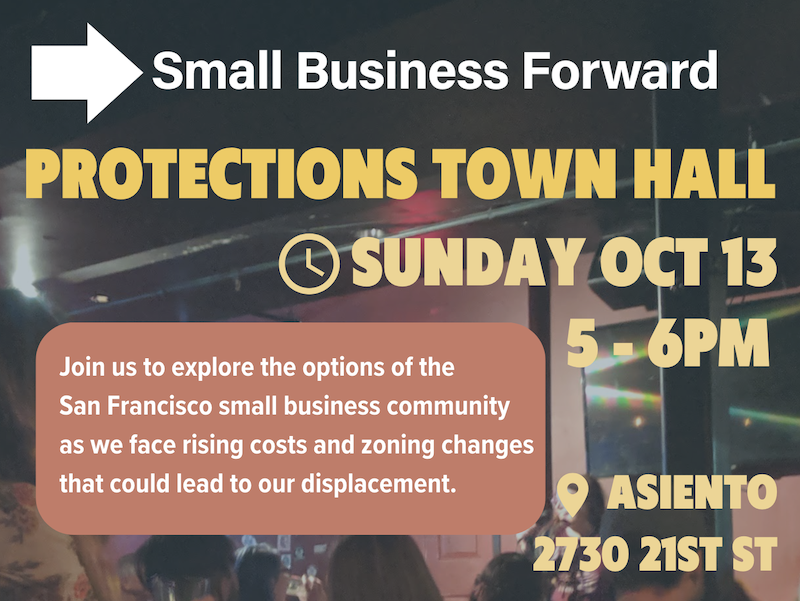 Small Business Forward
PROTECTIONS TOWN HALL
SUNDAY OCT 13
5 - 6PM
Join us to explore the options of the
San Francisco small business community
as we face rising costs and zoning changes
that could lead to our displacement.
ASIENTO
2730 21ST ST